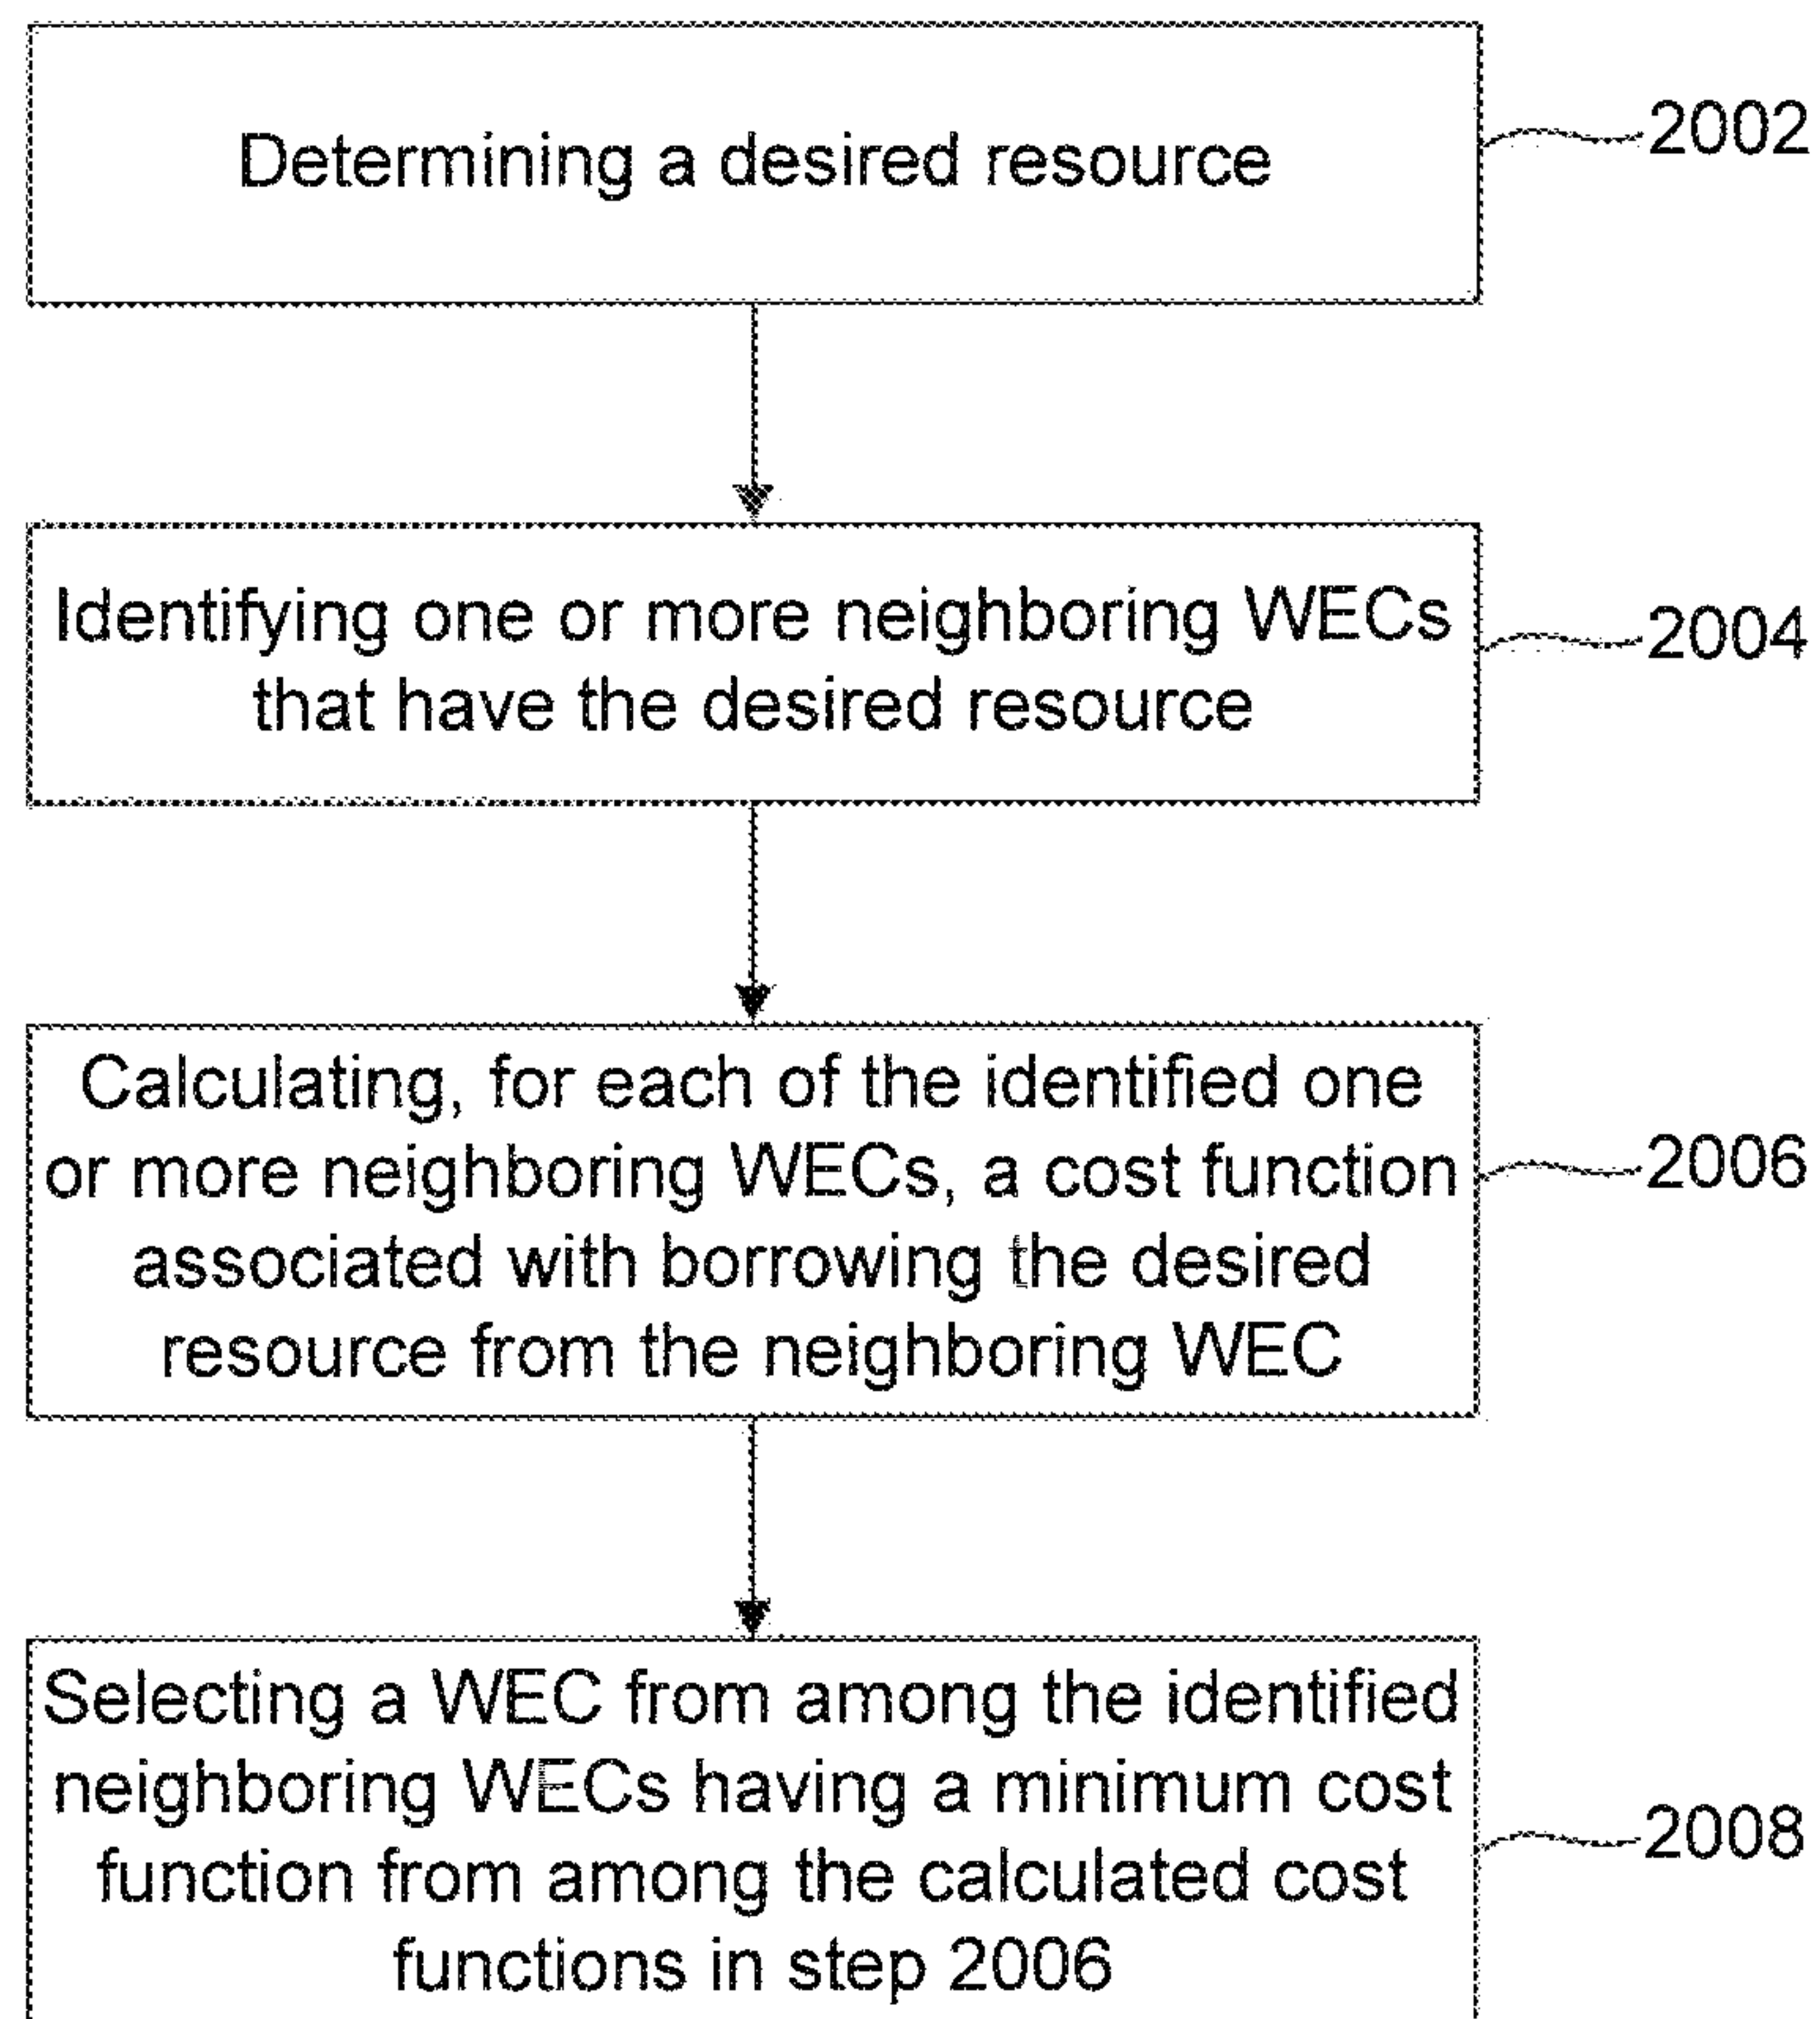 Determining a desired resource
2002
Identifying one or more neighboring WECs
that have the desired resource
2004
Calculating, for each of the identified one
or more neighboring WECs, a cost function
associated with borrowing the desired
resource from the neighboring WEC
2006
Selecting a WEC from among the identified
neighboring WECs having a minimum cost
function from among the calculated cost
functions in step 2006
2008